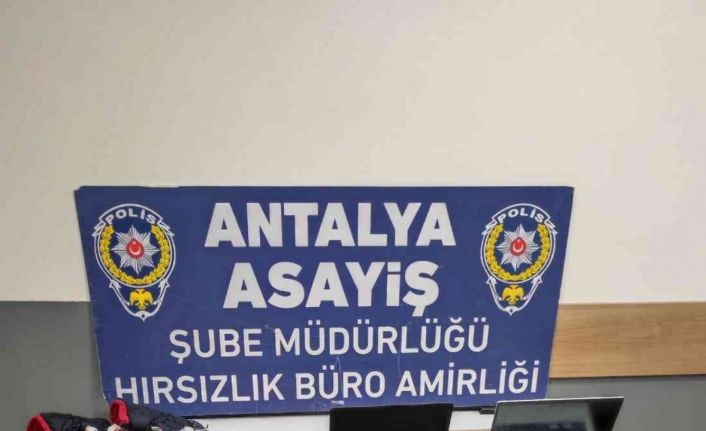 POLİS
POLİS
ANTALYA
ASAYİŞ
ŞUBE MÜDÜRLÜĞÜ
HIRSIZLIK BÜRO AMİRLİĞİ